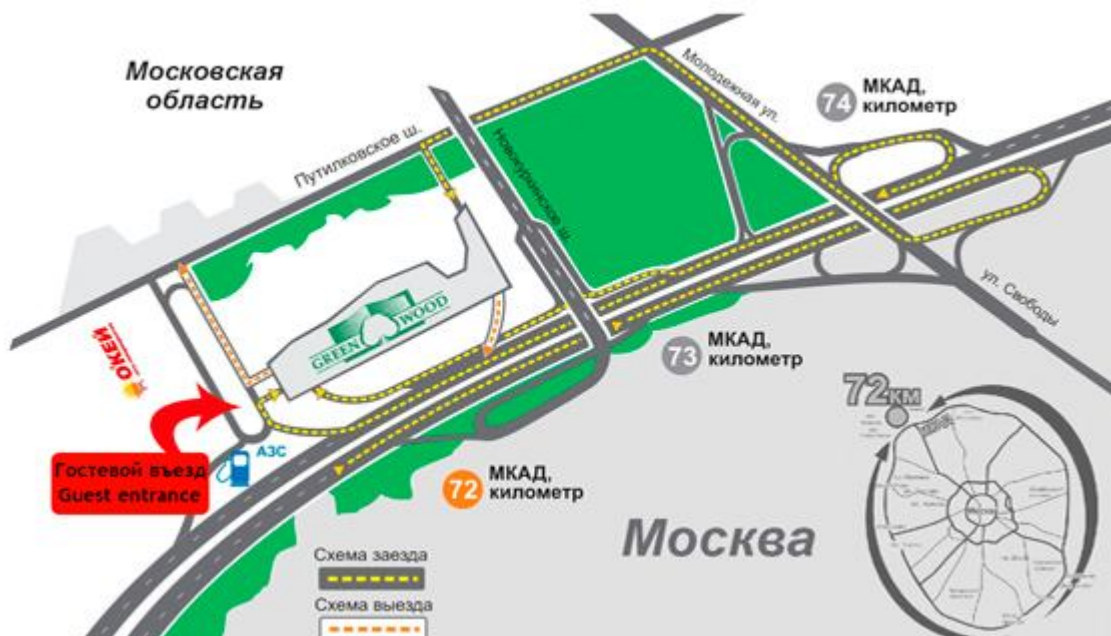 Московская
область
Путилковское ш.
Новокуркинское ш.
Молодежная ул.
74
МКАД,
километр
GREEN WOOD
О'КЕЙ
73
МКАД,
километр
ул. Свободы
72км
Гостевой въезд
Guest entrance
АЗС
72
МКАД,
километр
Москва
Схема заезда
Схема выезда